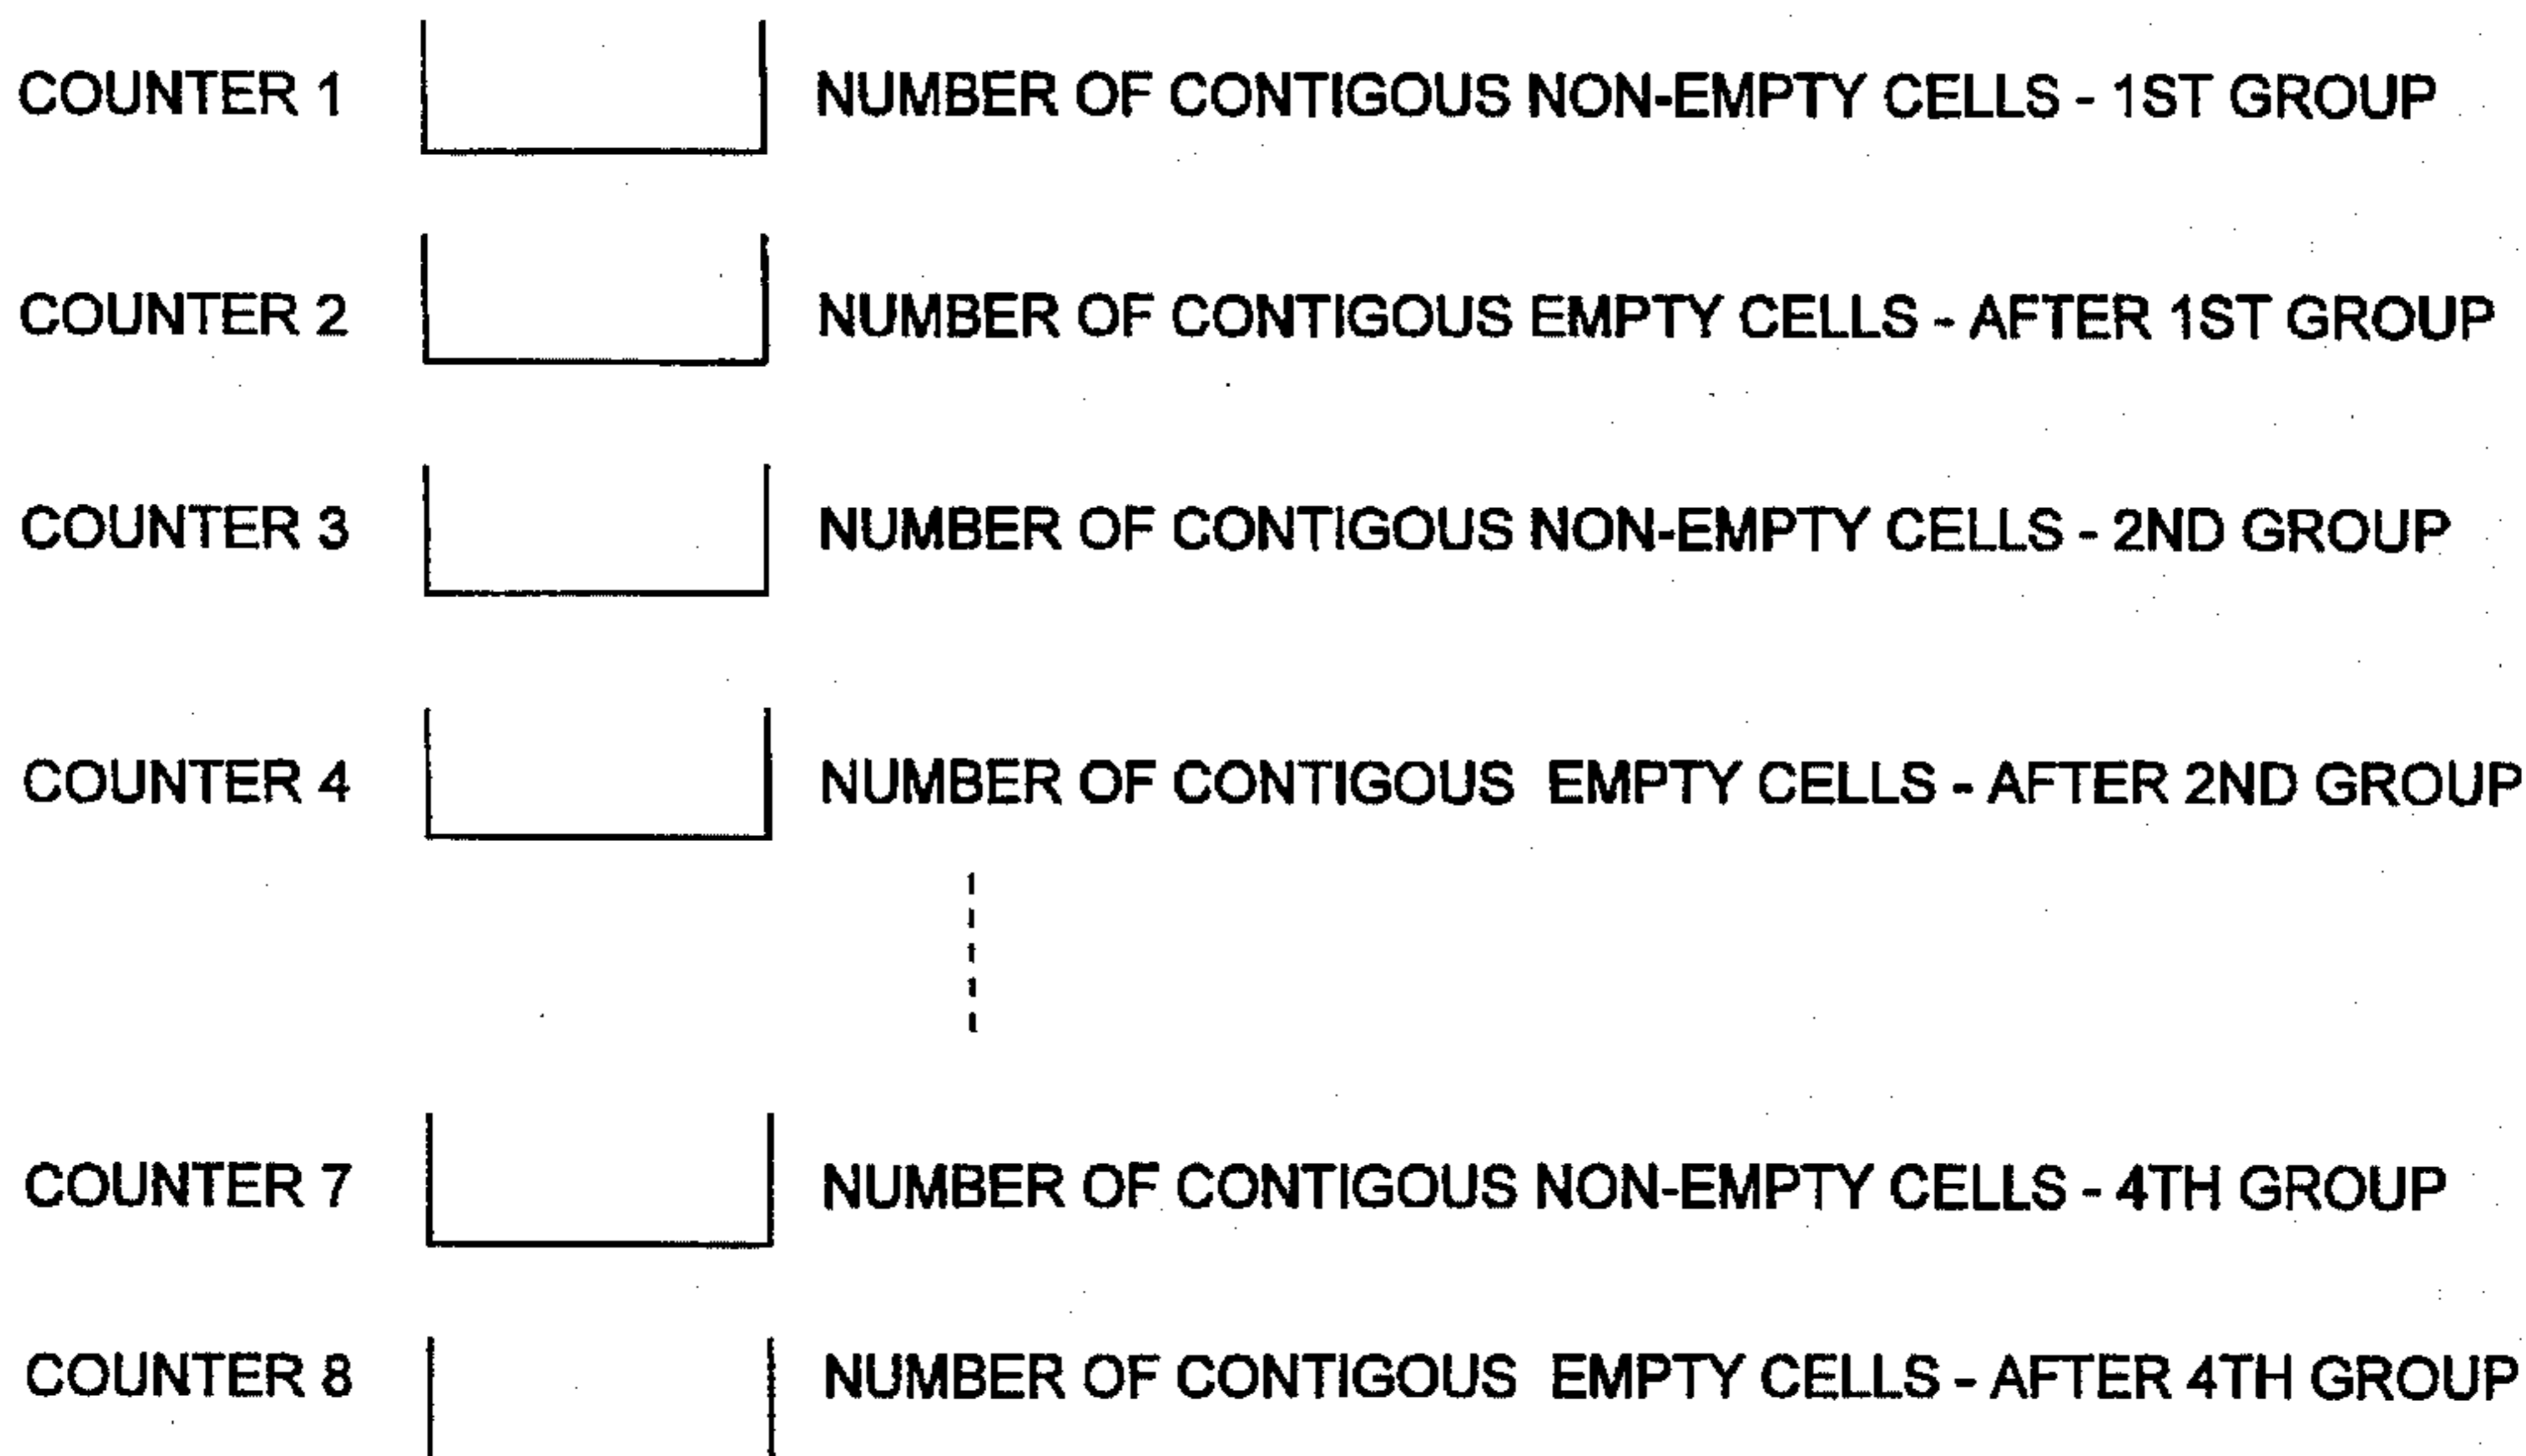 COUNTER 1 NUMBER OF CONTIGOUS NON-EMPTY CELLS - 1ST GROUP
COUNTER 2 NUMBER OF CONTIGOUS EMPTY CELLS - AFTER 1ST GROUP
COUNTER 3 NUMBER OF CONTIGOUS NON-EMPTY CELLS - 2ND GROUP
COUNTER 4 NUMBER OF CONTIGOUS EMPTY CELLS - AFTER 2ND GROUP
COUNTER 7 NUMBER OF CONTIGOUS NON-EMPTY CELLS - 4TH GROUP
COUNTER 8 NUMBER OF CONTIGOUS EMPTY CELLS - AFTER 4TH GROUP